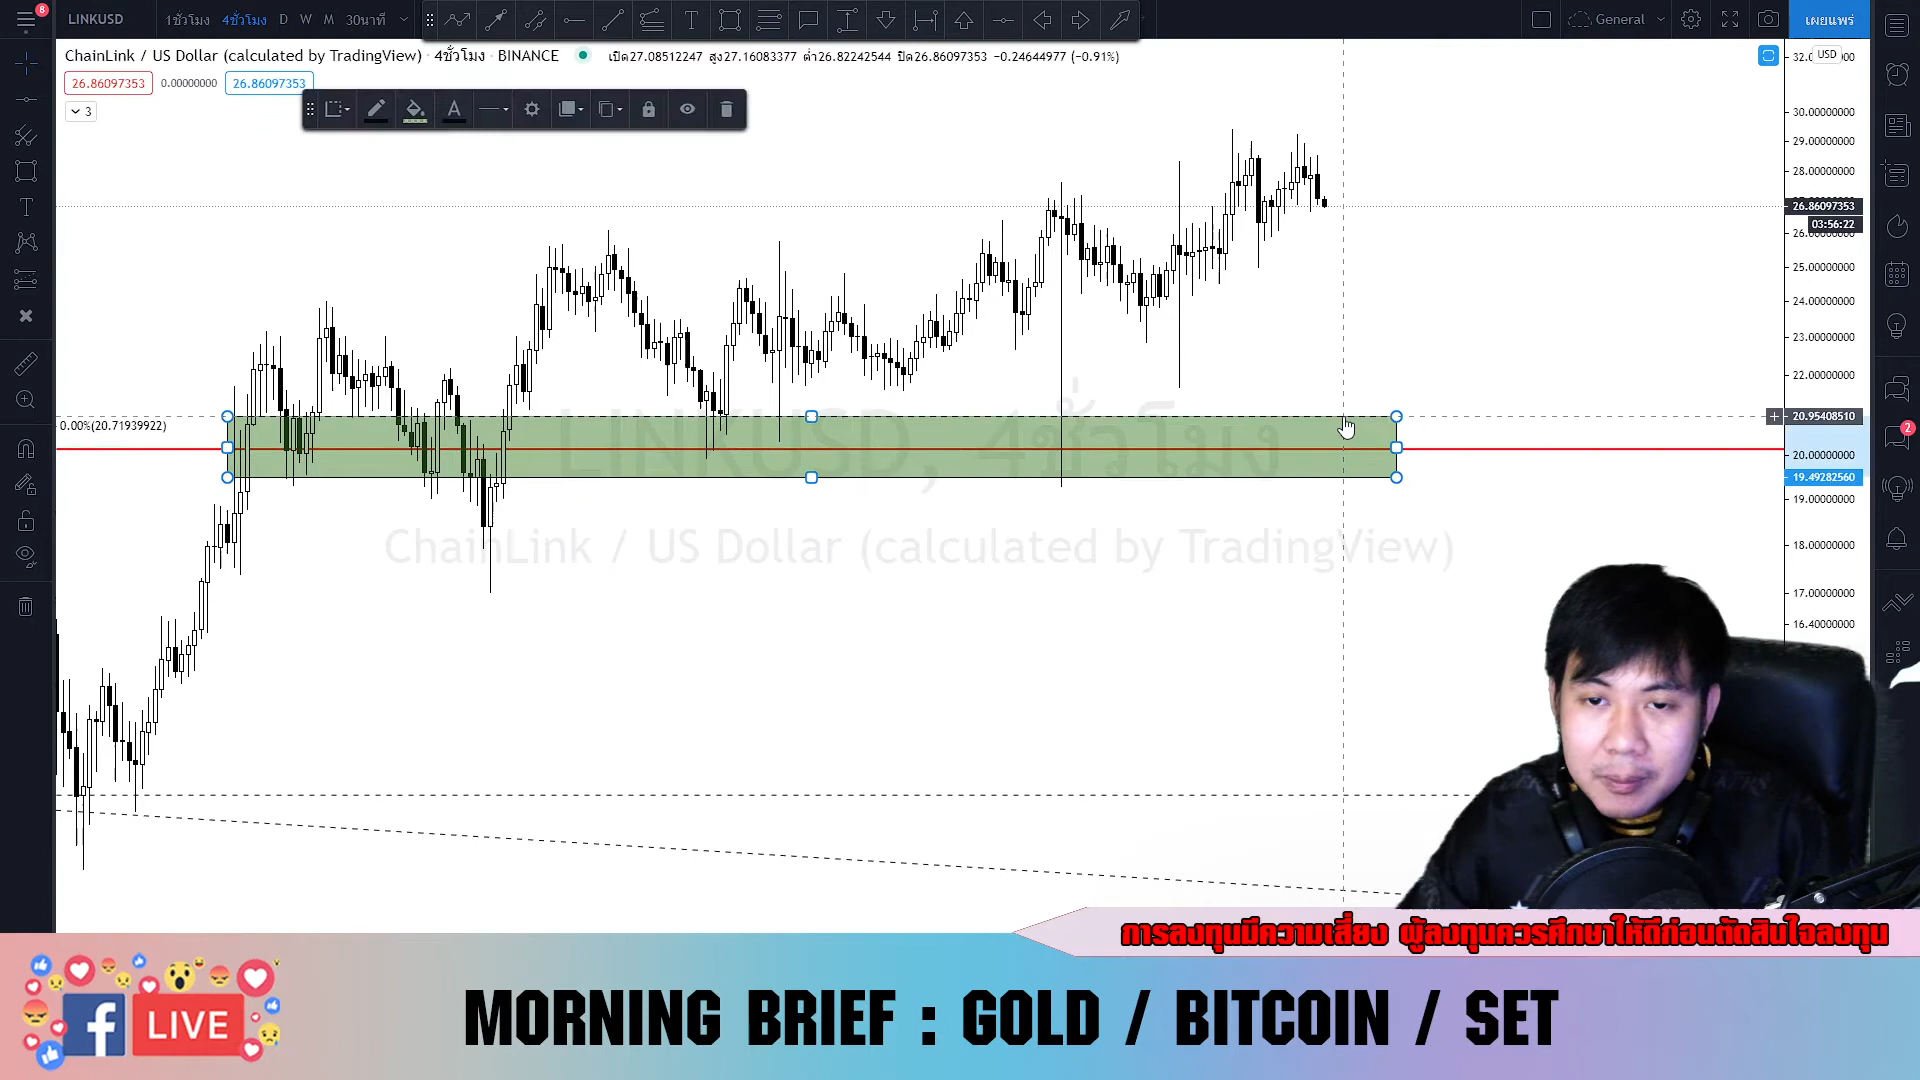 8
LINKUSD
1ชั่วโมง
4ชั่วโมง
D
W
M
30นาที
General
เผยแพร่
ChainLink / US Dollar (calculated by TradingView) · 4ชั่วโมง · BINANCE
เปิด27.08512247 สูง27.16083377 ต่ำ26.82242544 ปิด26.86097353 −0.24644977 (−0.91%)
USD
26.86097353
0.00000000
26.86097353
3
30.00000000
29.00000000
28.00000000
26.86097353
03:56:22
25.00000000
24.00000000
23.00000000
22.00000000
20.95408510
0.00%(20.71939922)
2
20.00000000
19.49282560
19.00000000
18.00000000
17.00000000
16.40000000
LINKUSD, 4ชั่วโมง
ChainLink / US Dollar (calculated by TradingView)
การลงทุนมีความเสี่ยง ผู้ลงทุนควรศึกษาให้ดีก่อนตัดสินใจลงทุน
f LIVE
MORNING BRIEF : GOLD / BITCOIN / SET